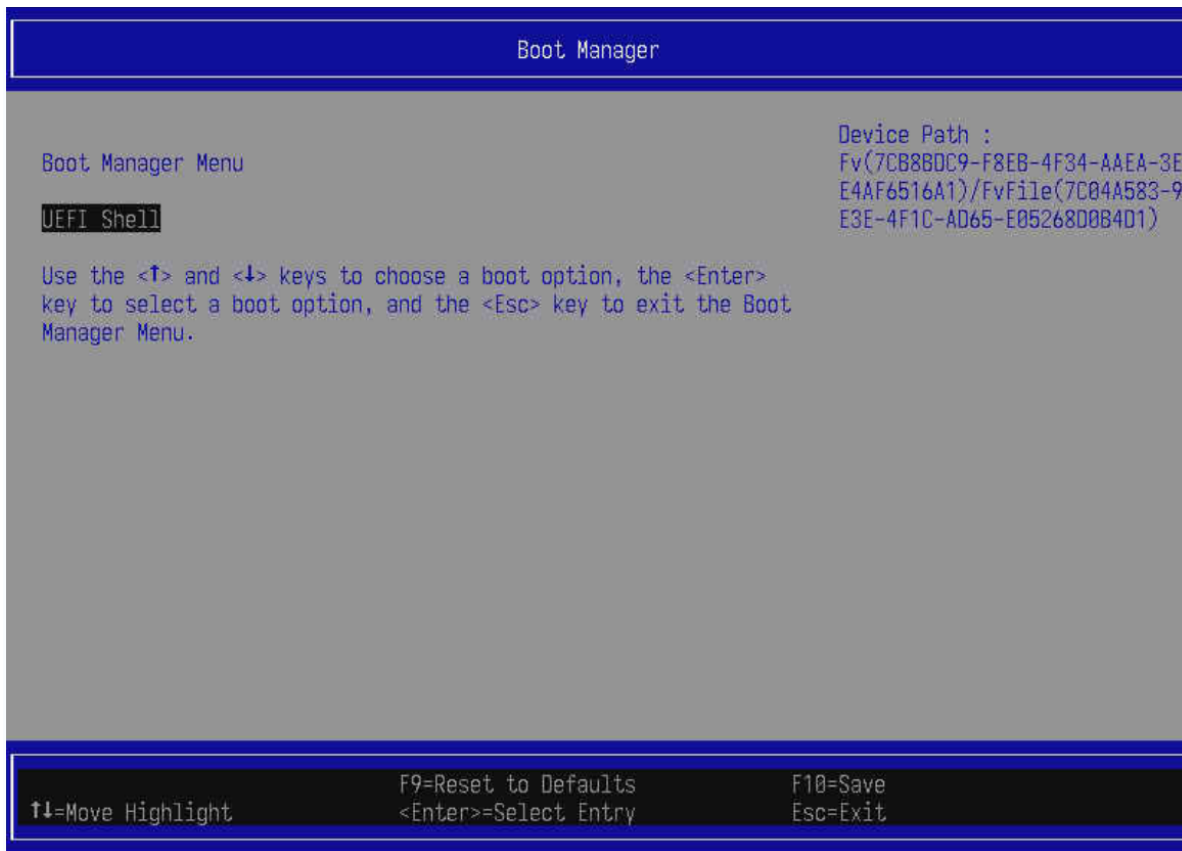 Boot Manager
Device Path :
Boot Manager Menu
Fv(7CB8BDC9-F8EB-4F34-AAEA-3E
E4AF6516A1)/FvFile(7C04A583-9
UEFI Shell
E3E-4F1C-AD65-E05268D0B4D1)
Use the <↑> and <↓> keys to choose a boot option, the <Enter>
key to select a boot option, and the <Esc> key to exit the Boot
Manager Menu.
F9=Reset to Defaults F10=Save
↑↓=Move Highlight <Enter>=Select Entry Esc=Exit